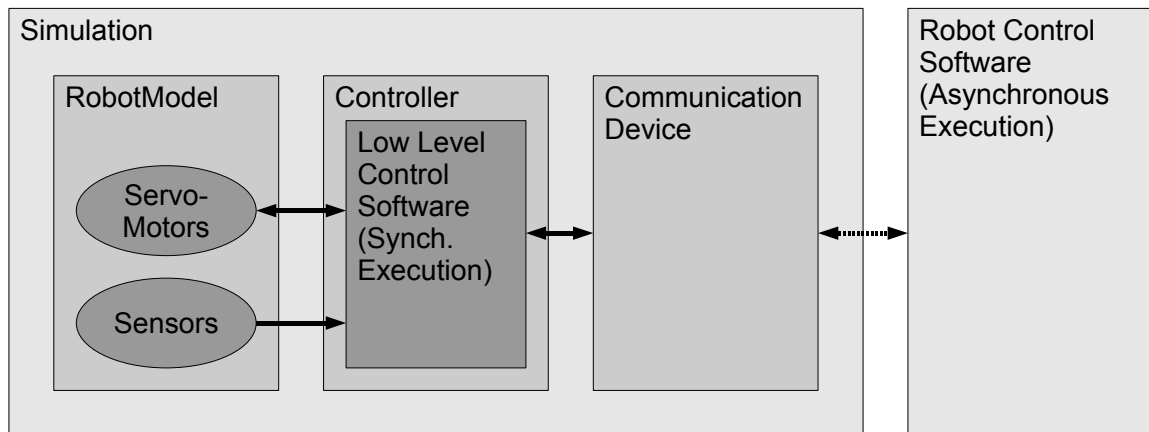 Simulation
RobotModel
Servo-
Motors
Sensors
Controller
Low Level
Control
Software
(Synch.
Execution)
Communication
Device
Robot Control
Software
(Asynchronous
Execution)